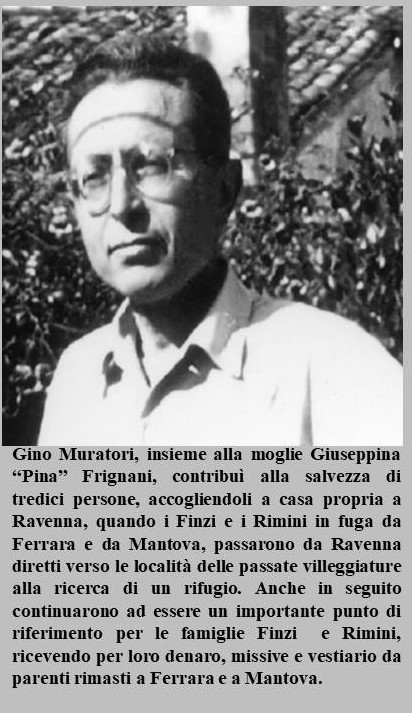 Gino Muratori, insieme alla moglie Giuseppina
“Pina” Frignani, contribuì alla salvezza di
tredici persone, accogliendoli a casa propria a
Ravenna, quando i Finzi e i Rimini in fuga da
Ferrara e da Mantova, passarono da Ravenna
diretti verso le località delle passate villeggiature
alla ricerca di un rifugio. Anche in seguito
continuarono ad essere un importante punto di
riferimento per le famiglie Finzi e Rimini,
ricevendo per loro denaro, missive e vestiario da
parenti rimasti a Ferrara e a Mantova.